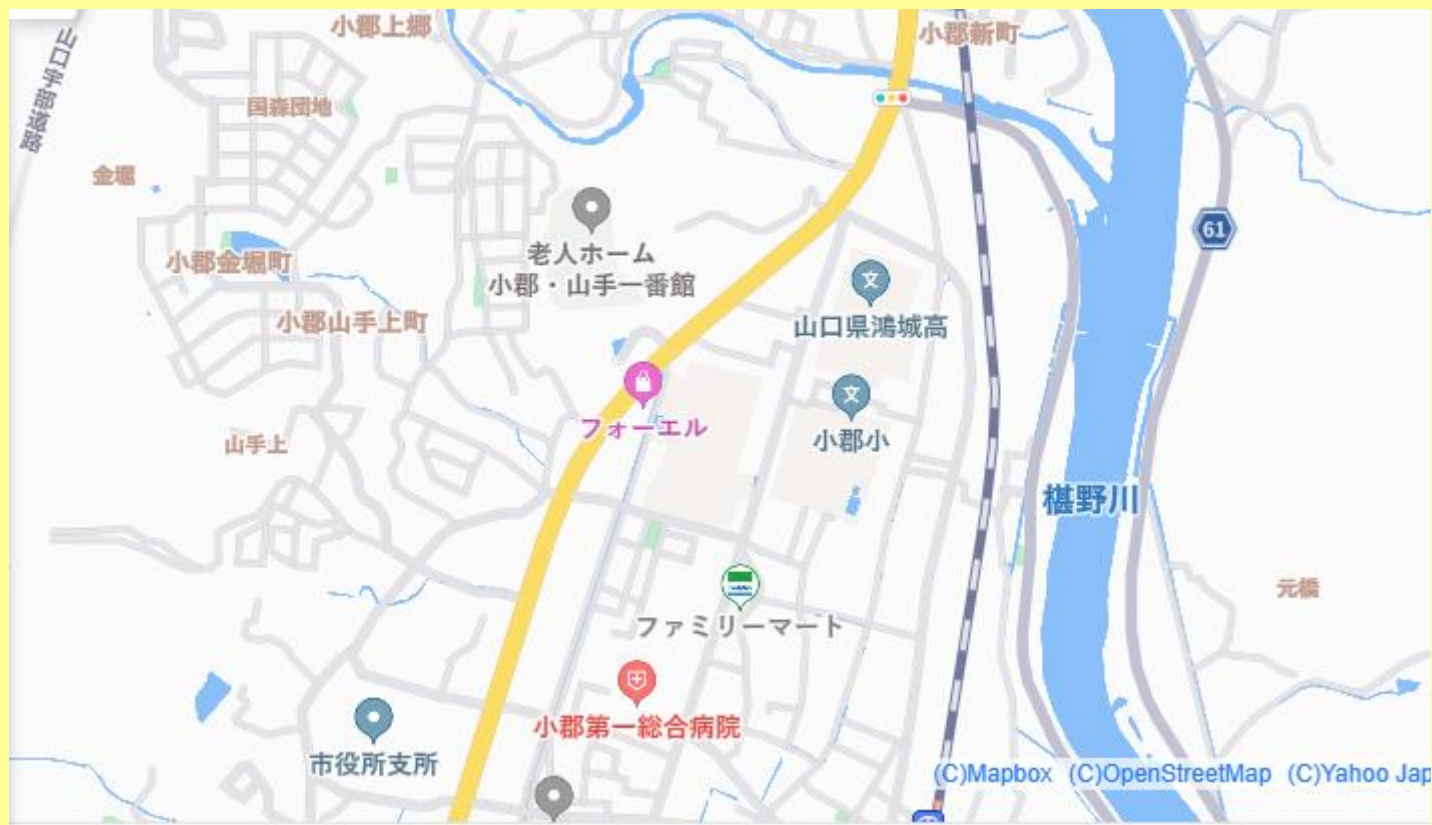 小郡上郷
小郡新町
山口宇部道路
国森団地
金堀
61
老人ホーム
小郡・山手一番館
小郡金堀町
小郡山手上町
山口県鴻城高
フォーエル
小郡小
山手上
椹野川
元橋
ファミリーマート
小郡第一総合病院
市役所支所
(C)Mapbox (C)OpenStreetMap (C)Yahoo Jap